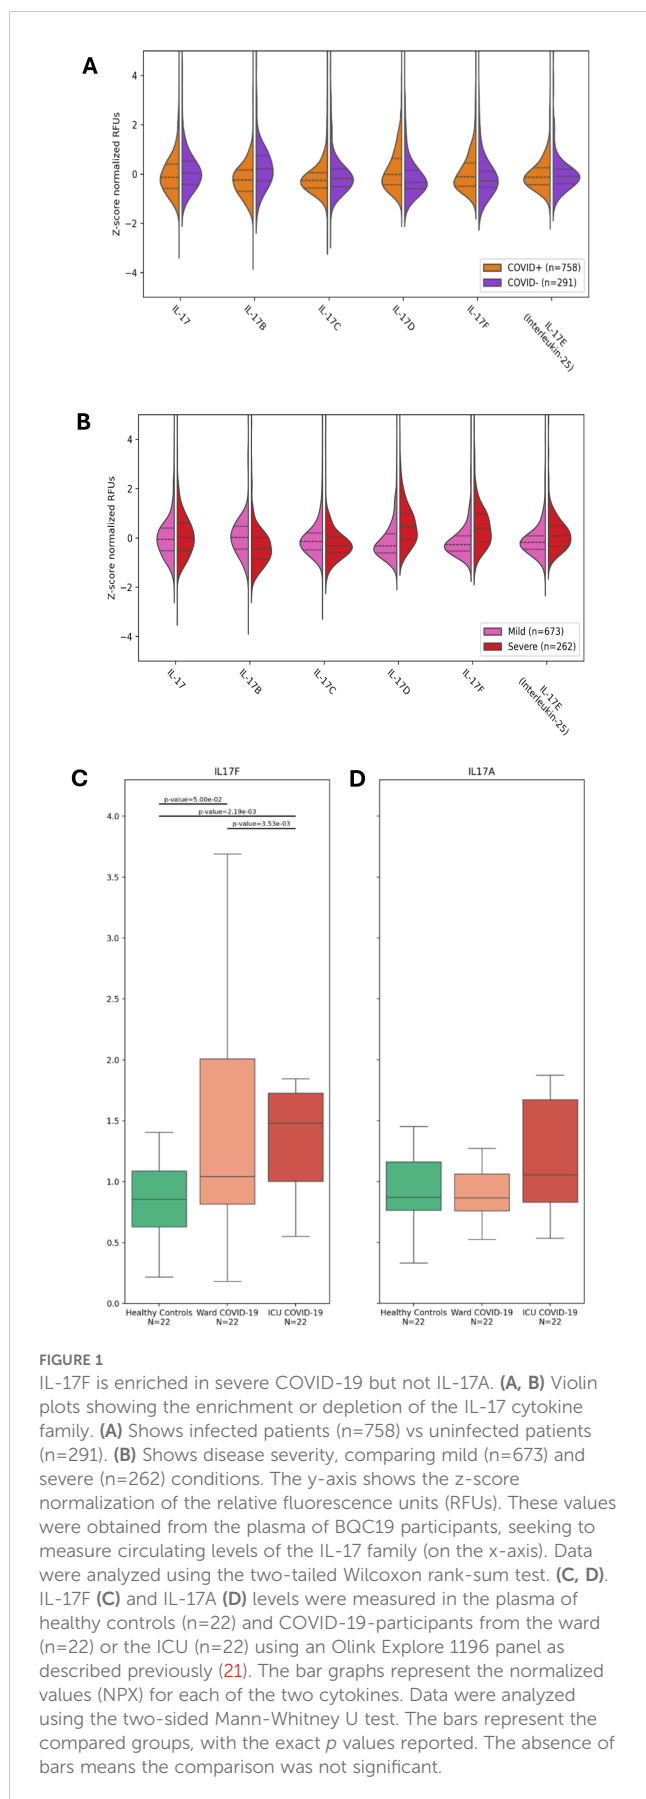 A
Z-score normalized RFUs
4
2
0
−2
−4
COVID+ (n=758)
COVID- (n=291)
IL-17
IL-17B
IL-17C
IL-17D
IL-17F
IL-17E
(Interleukin-25)
B
Z-score normalized RFUs
4
2
0
−2
−4
Mild (n=673)
Severe (n=262)
IL-17
IL-17B
IL-17C
IL-17D
IL-17F
IL-17E
(Interleukin-25)
C
IL17F
p-value=5.00e-02
p-value=2.19e-03
p-value=3.53e-03
4.0
3.5
3.0
2.5
2.0
1.5
1.0
0.5
0.0
Healthy Controls
N=22
Ward COVID-19
N=22
ICU COVID-19
N=22
D
IL17A
Healthy Controls
N=22
Ward COVID-19
N=22
ICU COVID-19
N=22
FIGURE 1
IL-17F is enriched in severe COVID-19 but not IL-17A. (A, B) Violin
plots showing the enrichment or depletion of the IL-17 cytokine
family. (A) Shows infected patients (n=758) vs uninfected patients
(n=291). (B) Shows disease severity, comparing mild (n=673) and
severe (n=262) conditions. The y-axis shows the z-score
normalization of the relative fluorescence units (RFUs). These values
were obtained from the plasma of BQC19 participants, seeking to
measure circulating levels of the IL-17 family (on the x-axis). Data
were analyzed using the two-tailed Wilcoxon rank-sum test. (C, D).
IL-17F (C) and IL-17A (D) levels were measured in the plasma of
healthy controls (n=22) and COVID-19-participants from the ward
(n=22) or the ICU (n=22) using an Olink Explore 1196 panel as
described previously (21). The bar graphs represent the normalized
values (NPX) for each of the two cytokines. Data were analyzed
using the two-sided Mann-Whitney U test. The bars represent the
compared groups, with the exact p values reported. The absence of
bars means the comparison was not significant.